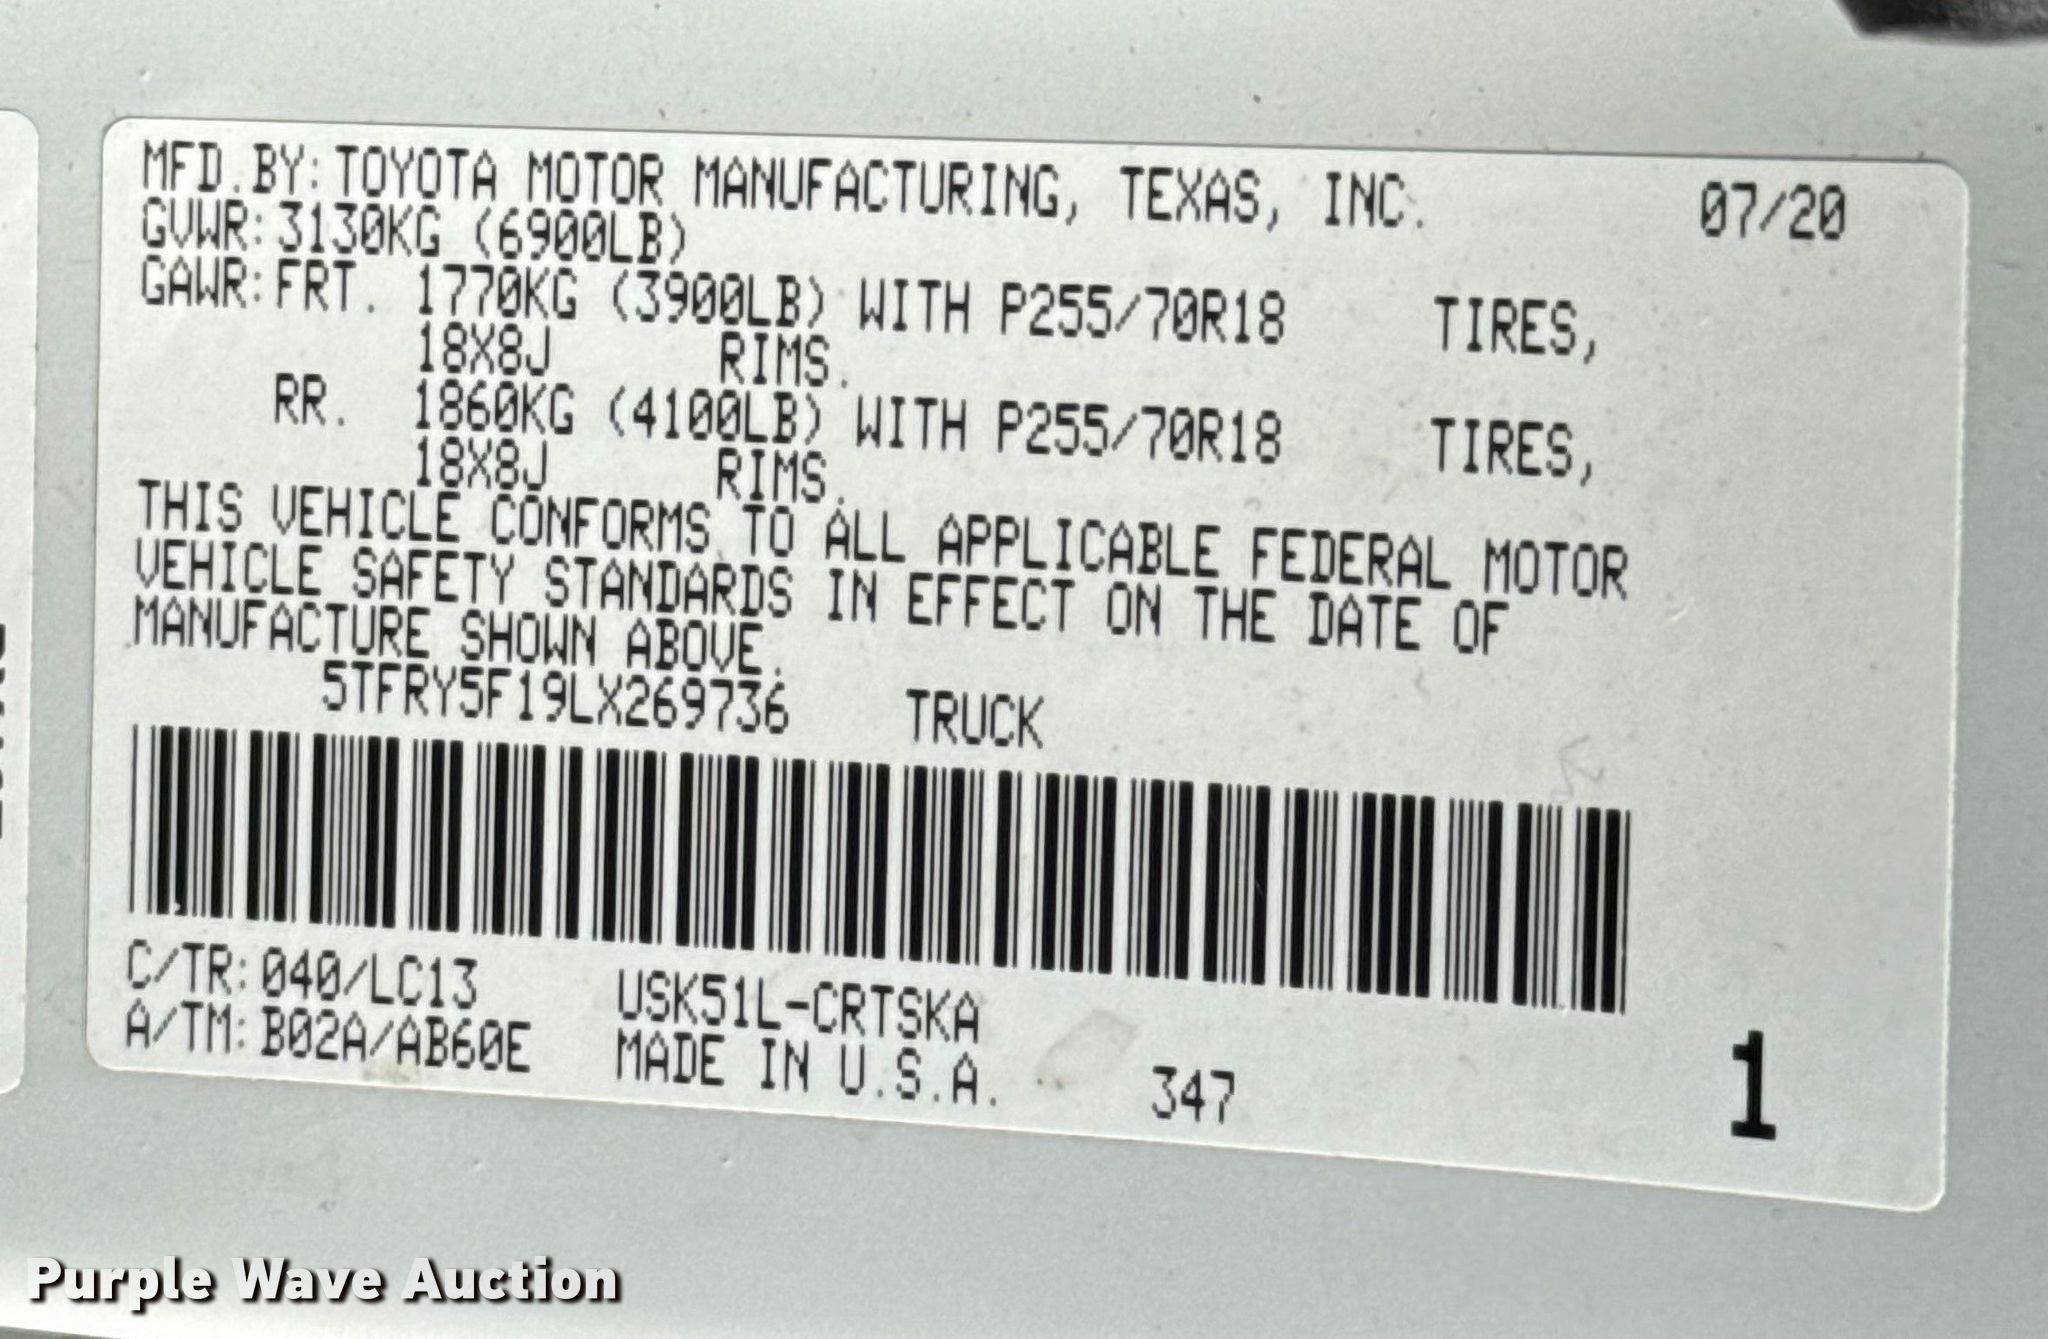 MFD.BY:TOYOTA MOTOR MANUFACTURING, TEXAS, INC. 07/20
GVWR:3130KG (6900LB)
GAWR:FRT. 1770KG (3900LB) WITH P255/70R18 TIRES,
18X8J RIMS.
RR. 1860KG (4100LB) WITH P255/70R18 TIRES,
18X8J RIMS.
THIS VEHICLE CONFORMS TO ALL APPLICABLE FEDERAL MOTOR
VEHICLE SAFETY STANDARDS IN EFFECT ON THE DATE OF
MANUFACTURE SHOWN ABOVE.
5TFRY5F19LX269736 TRUCK
C/TR:040/LC13 USK51L-CRTSKA
A/TM:B02A/AB60E MADE IN U.S.A. 347 1
Purple Wave Auction